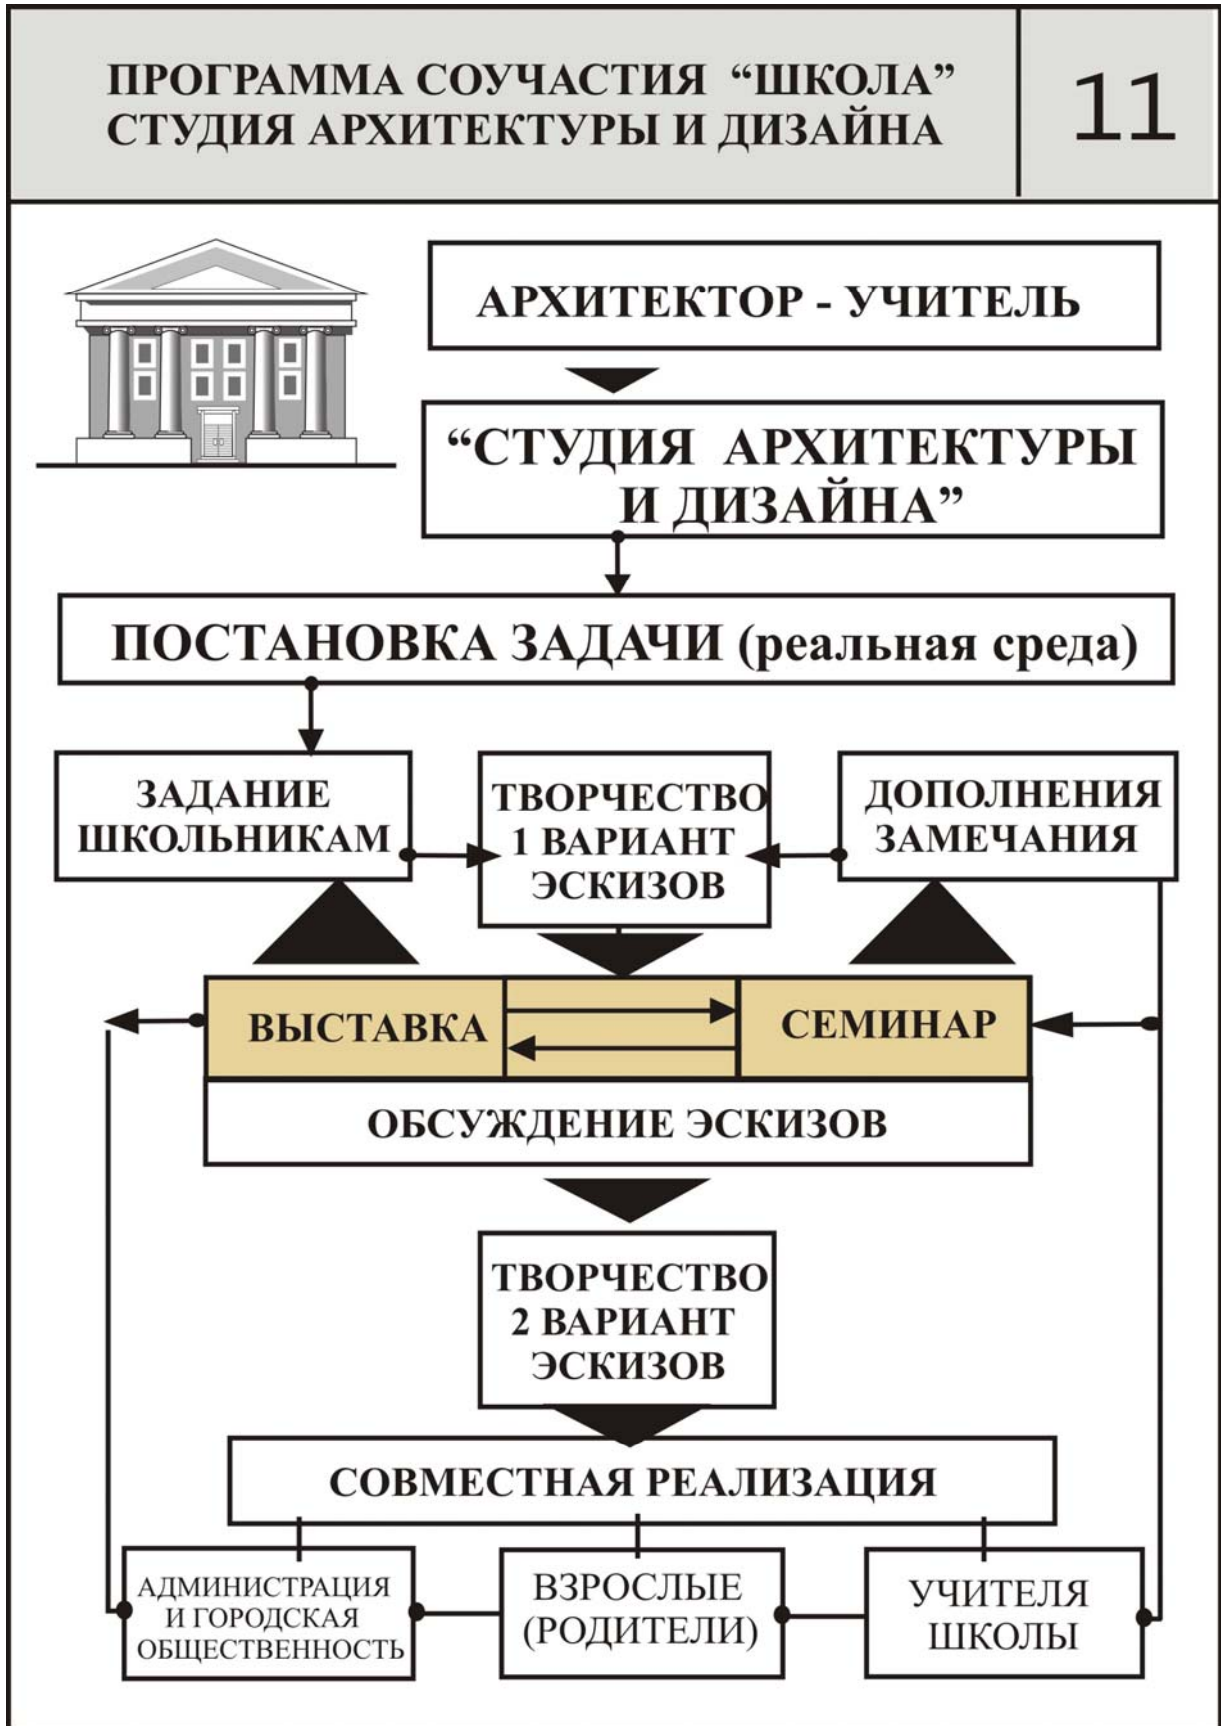 ПРОГРАММА СОУЧАСТИЯ “ШКОЛА”
СТУДИЯ АРХИТЕКТУРЫ И ДИЗАЙНА
11
АРХИТЕКТОР - УЧИТЕЛЬ
“СТУДИЯ АРХИТЕКТУРЫ
И ДИЗАЙНА”
ПОСТАНОВКА ЗАДАЧИ (реальная среда)
ЗАДАНИЕ
ШКОЛЬНИКАМ
ТВОРЧЕСТВО
1 ВАРИАНТ
ЭСКИЗОВ
ДОПОЛНЕНИЯ
ЗАМЕЧАНИЯ
ВЫСТАВКА
СЕМИНАР
ОБСУЖДЕНИЕ ЭСКИЗОВ
ТВОРЧЕСТВО
2 ВАРИАНТ
ЭСКИЗОВ
СОВМЕСТНАЯ РЕАЛИЗАЦИЯ
АДМИНИСТРАЦИЯ
И ГОРОДСКАЯ
ОБЩЕСТВЕННОСТЬ
ВЗРОСЛЫЕ
(РОДИТЕЛИ)
УЧИТЕЛЯ
ШКОЛЫ